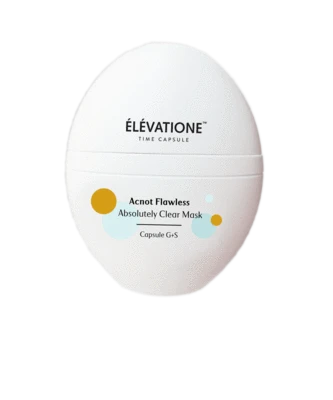 ÉLÉVATIONE™
TIME CAPSULE
Acnot Flawless
Absolutely Clear Mask
Capsule G+S